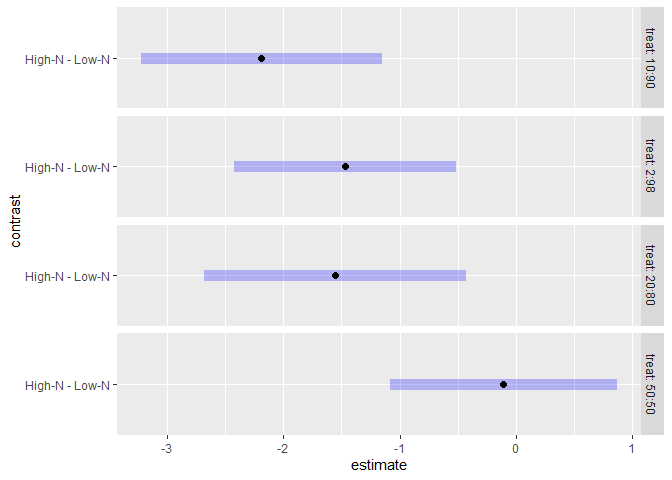 contrast
High-N - Low-N
treat: 10:90
High-N - Low-N
treat: 2:98
High-N - Low-N
treat: 20:80
High-N - Low-N
treat: 50:50
-3 -2 -1 0 1
estimate